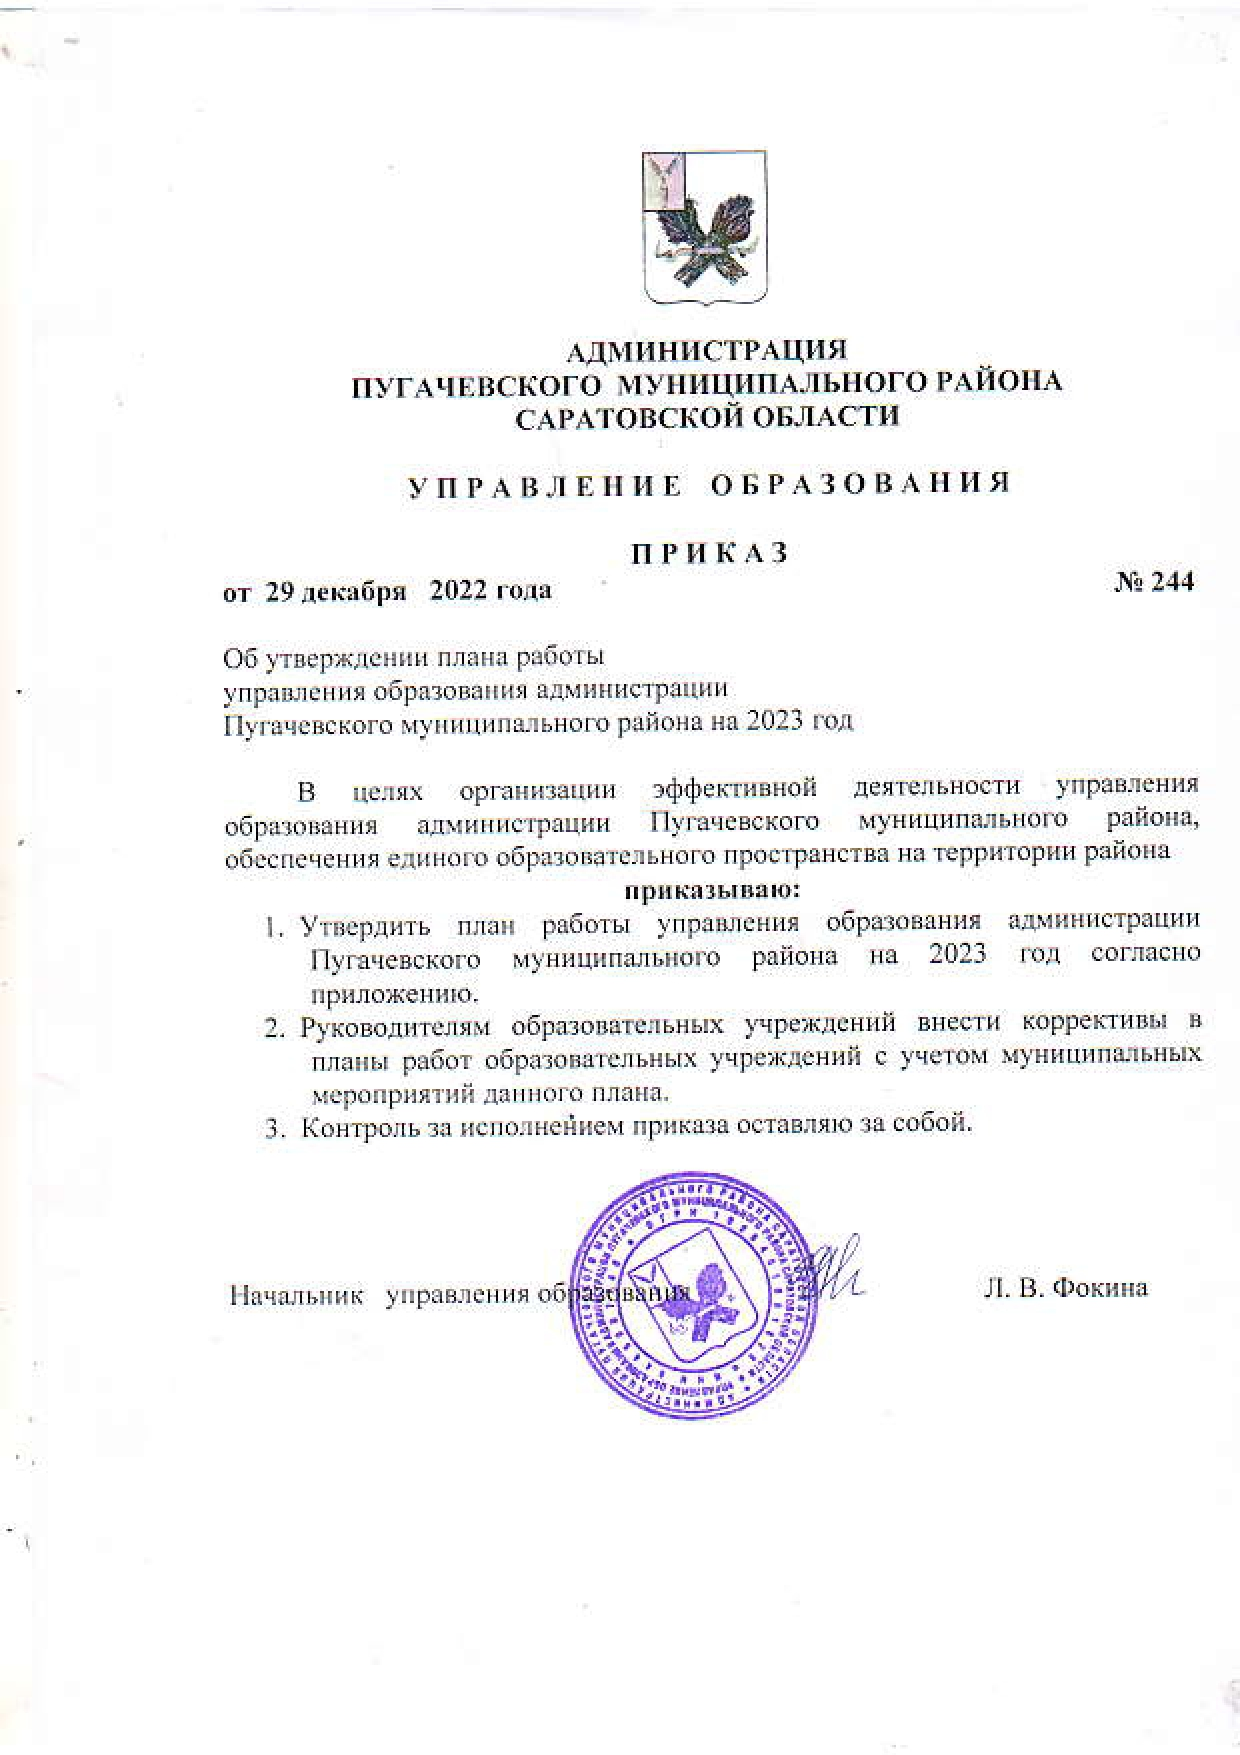 АДМИНИСТРАЦИЯ
ПУГАЧЕВСКОГО МУНИЦИПАЛЬНОГО РАЙОНА
САРАТОВСКОЙ ОБЛАСТИ
У П Р А В Л Е Н И Е О Б Р А З О В А Н И Я
П Р И К А З
от 29 декабря 2022 года № 244
Об утверждении плана работы
управления образования администрации
Пугачевского муниципального района на 2023 год
В целях организации эффективной деятельности управления
образования администрации Пугачевского муниципального района,
обеспечения единого образовательного пространства на территории района
приказываю:
1. Утвердить план работы управления образования администрации
Пугачевского муниципального района на 2023 год согласно
приложению.
2. Руководителям образовательных учреждений внести коррективы в
планы работ образовательных учреждений с учетом муниципальных
мероприятий данного плана.
3. Контроль за исполнением приказа оставляю за собой.
Начальник управления образования Л. В. Фокина